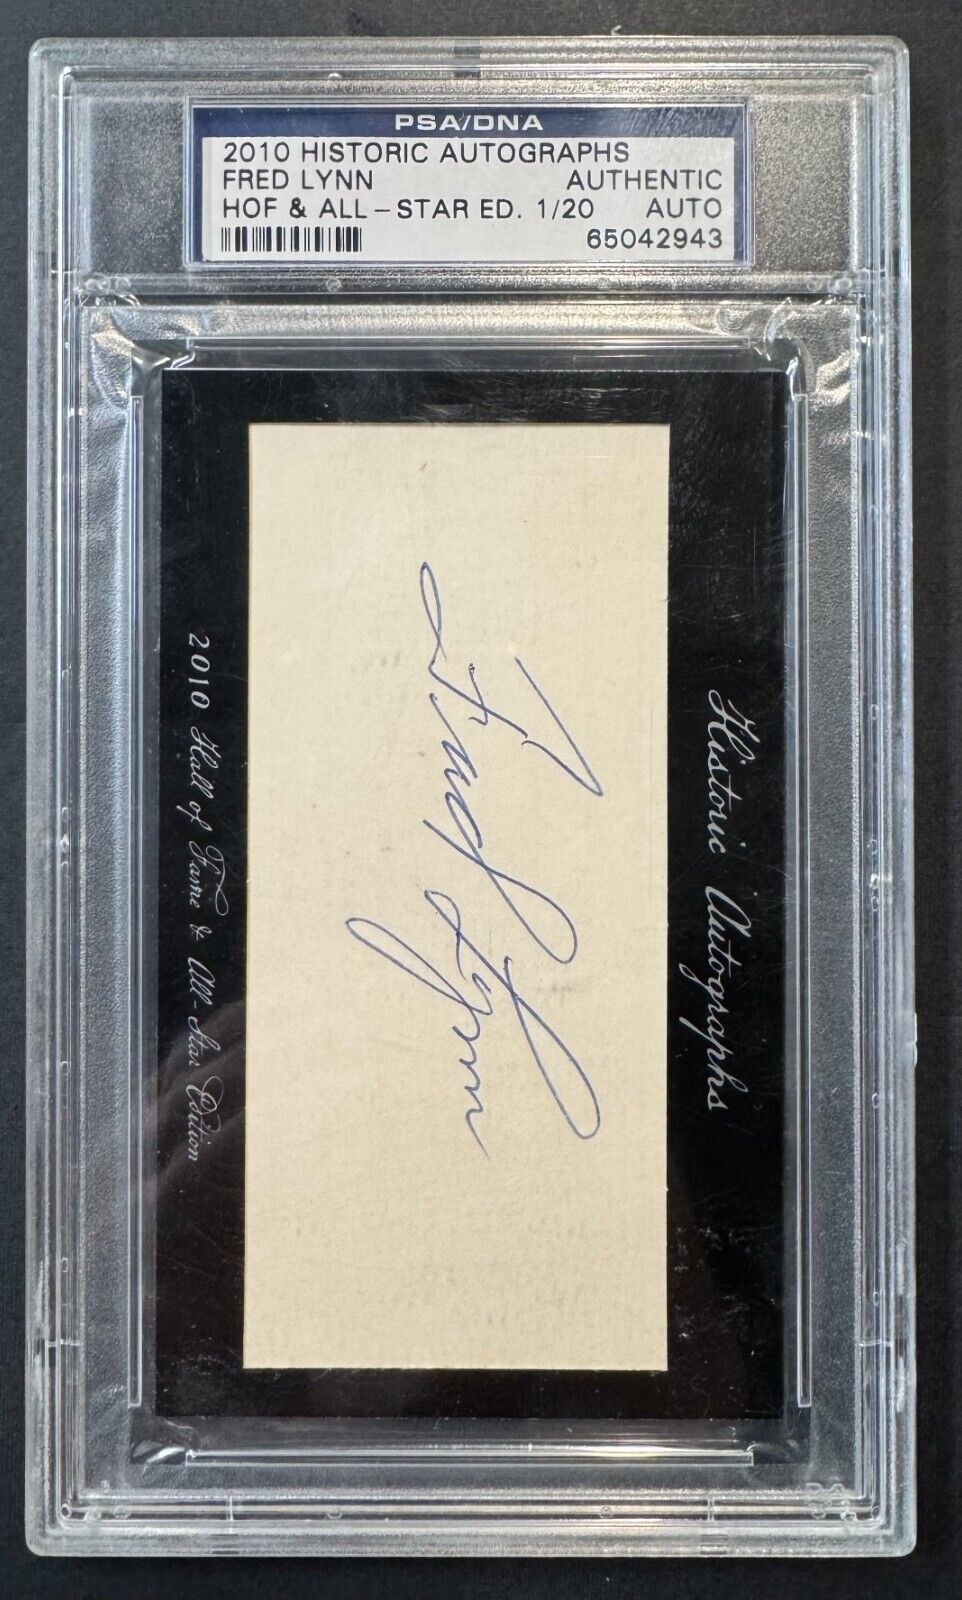 PSA/DNA
2010 HISTORIC AUTOGRAPHS
FRED LYNN AUTHENTIC
HOF & ALL-STAR ED. 1/20 AUTO
65042943
Historic Autographs
Fred Lynn
2010 Hall of Fame & All-Star Edition